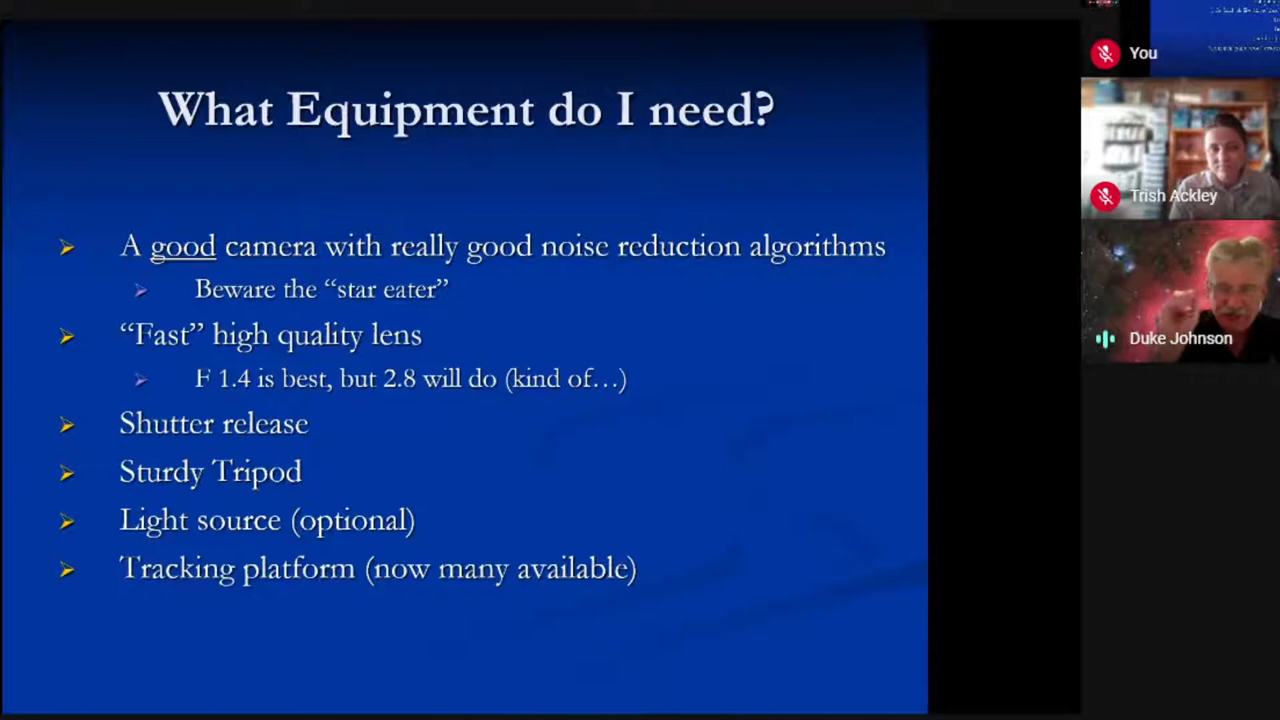 What Equipment do I need?
A good camera with really good noise reduction algorithms
Beware the “star eater”
“Fast” high quality lens
F 1.4 is best, but 2.8 will do (kind of…)
Shutter release
Sturdy Tripod
Light source (optional)
Tracking platform (now many available)
You
Trish Ackley
Duke Johnson